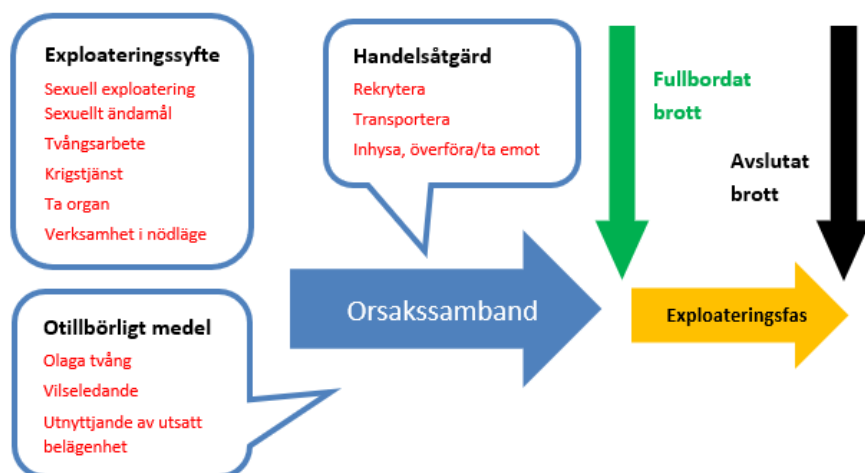 Exploateringssyfte
Sexuell exploatering
Sexuellt ändamål
Tvångsarbete
Krigstjänst
Ta organ
Verksamhet i nödläge
Handelsåtgärd
Rekrytera
Transportera
Inhysa, överföra/ta emot
Fullbordat
brott
Avslutat
brott
Orsakssamband
Exploateringsfas
Otillbörligt medel
Olaga tvång
Vilseledande
Utnyttjande av utsatt
belägenhet